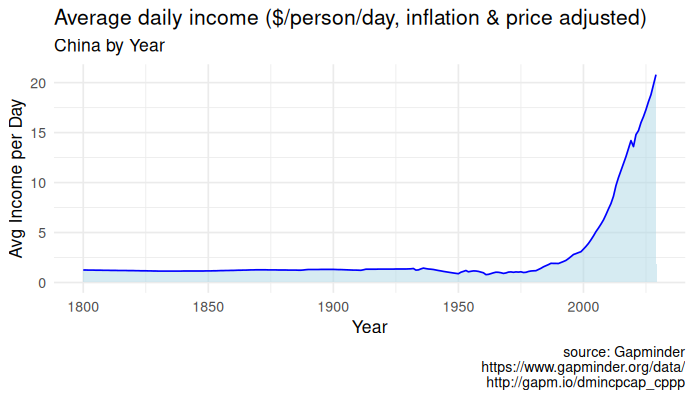 Average daily income ($/person/day, inflation & price adjusted)
China by Year
20
15
10
5
0
Avg Income per Day
1800 1850 1900 1950 2000
Year
source: Gapminder
https://www.gapminder.org/data/
http://gapm.io/dmincpcap_cppp